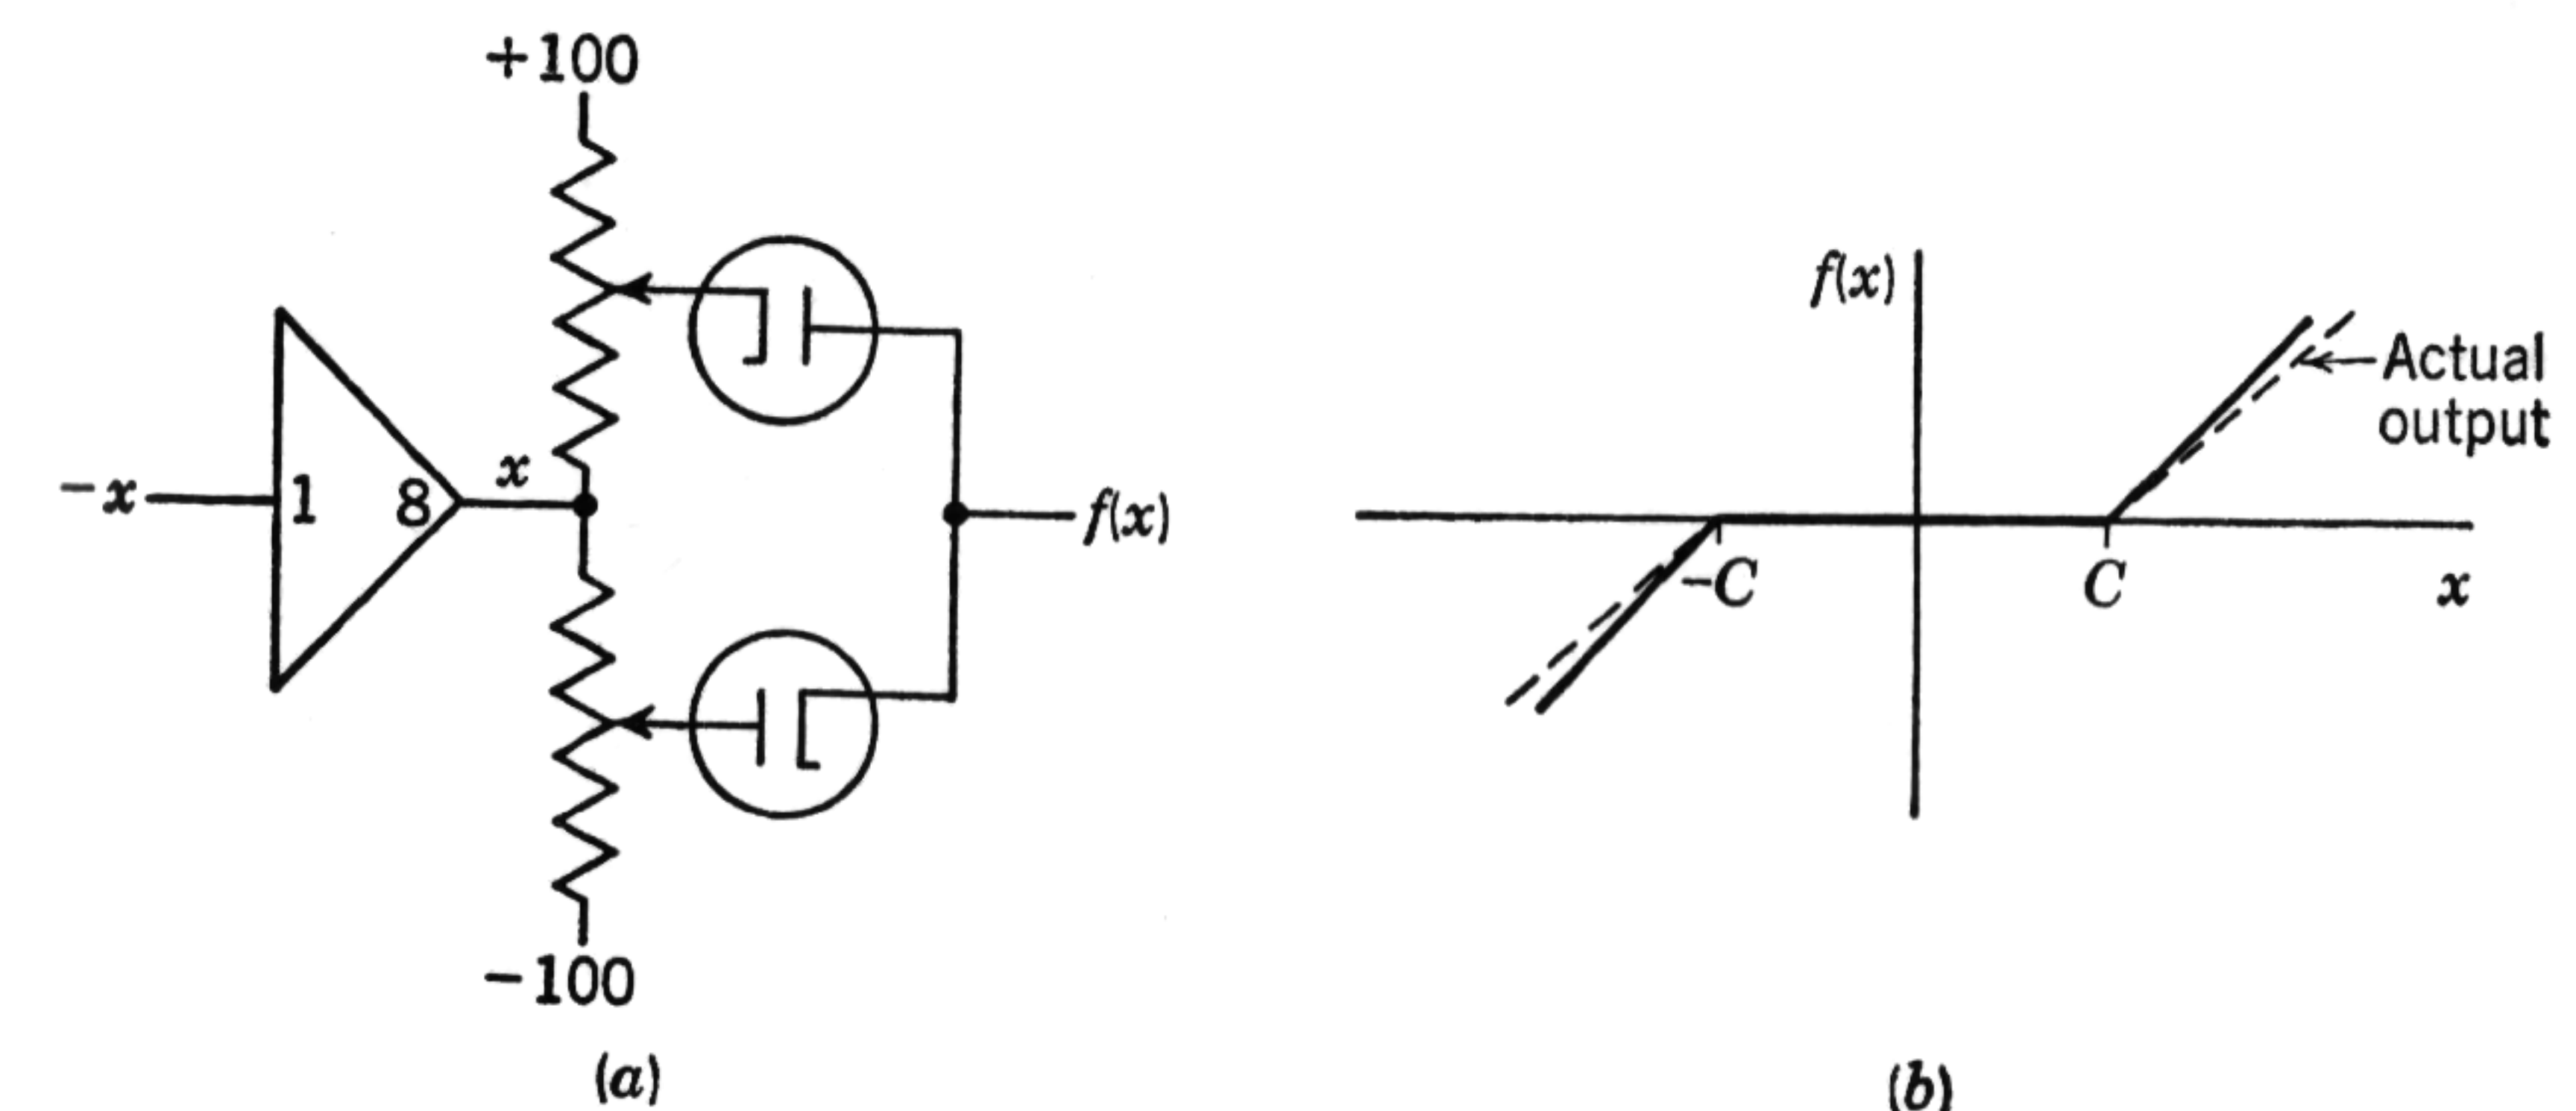 +100
-x
1
8
x
f(x)
-100
(a)
f(x)
Actual
output
-C
C
x
(b)